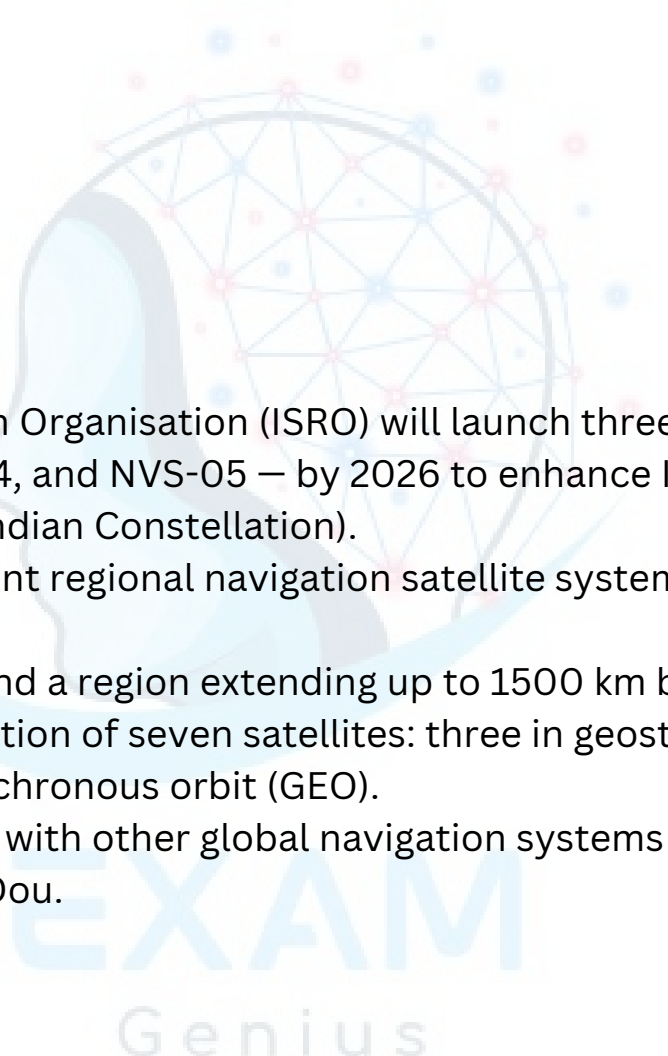 n Organisation (ISRO) will launch three
4, and NVS-05 — by 2026 to enhance I
ndian Constellation).
nt regional navigation satellite system
nd a region extending up to 1500 km b
tion of seven satellites: three in geost
chronous orbit (GEO).
with other global navigation systems
Dou.
EXAM
Genius